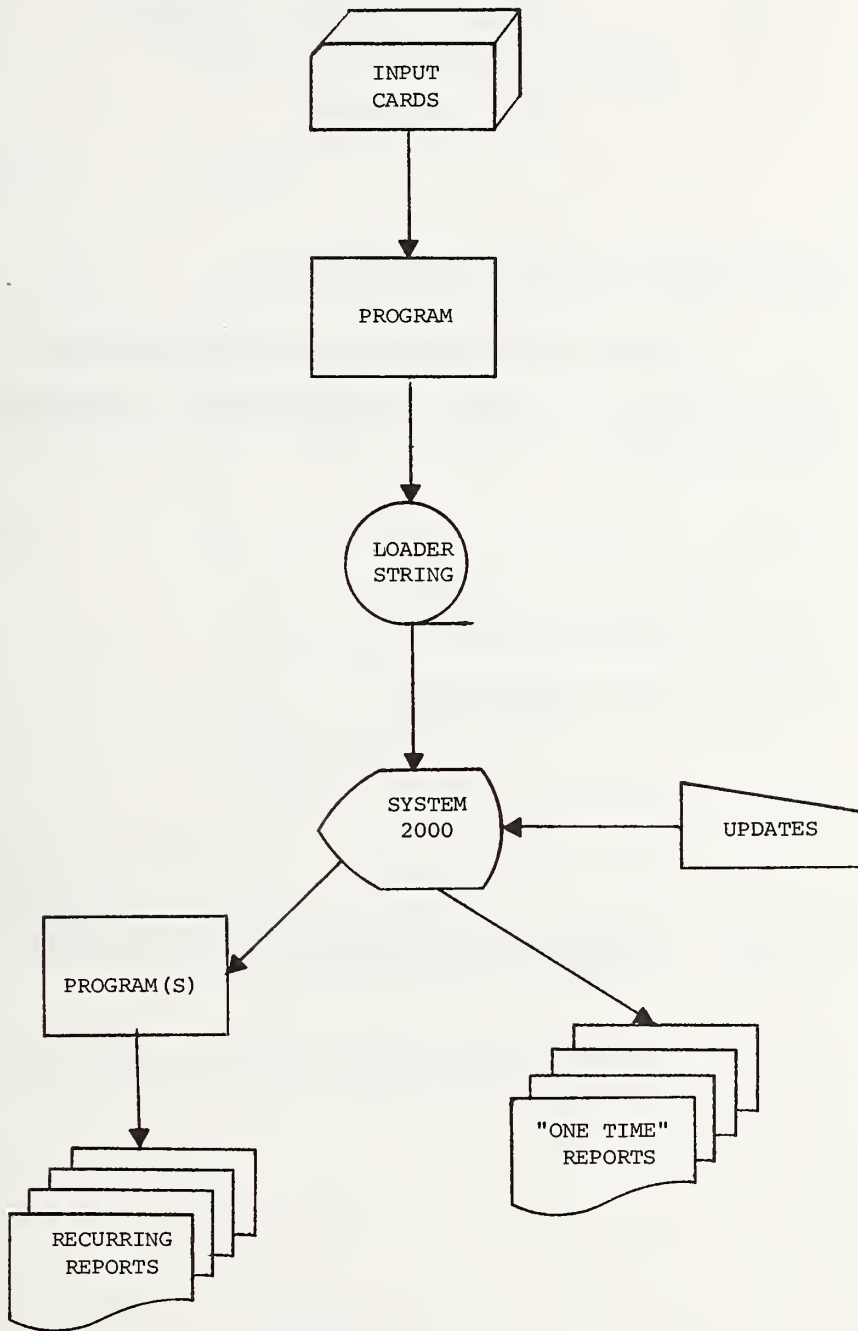 INPUT
CARDS
PROGRAM
LOADER
STRING
SYSTEM
2000
UPDATES
PROGRAM(S)
"ONE TIME"
REPORTS
RECURRING
REPORTS